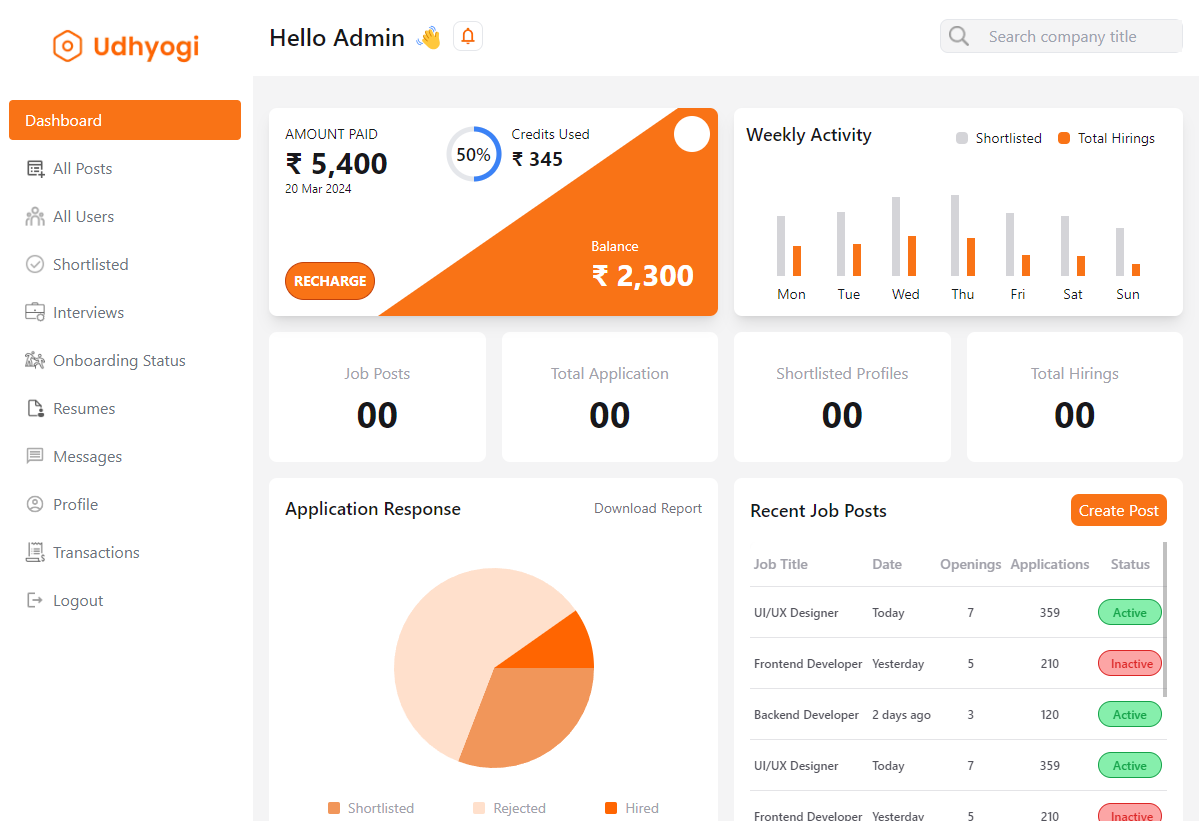 Udhyogi
Hello Admin 👋
Search company title
Dashboard
All Posts
All Users
Shortlisted
Interviews
Onboarding Status
Resumes
Messages
Profile
Transactions
Logout
AMOUNT PAID
₹ 5,400
20 Mar 2024
50%
Credits Used
₹ 345
RECHARGE
Balance
₹ 2,300
Weekly Activity
Shortlisted Total Hirings
Mon Tue Wed Thu Fri Sat Sun
Job Posts
00
Total Application
00
Shortlisted Profiles
00
Total Hirings
00
Application Response
Download Report
Shortlisted Rejected Hired
Recent Job Posts
Create Post
Job Title Date Openings Applications Status
UI/UX Designer Today 7 359 Active
Frontend Developer Yesterday 5 210 Inactive
Backend Developer 2 days ago 3 120 Active
UI/UX Designer Today 7 359 Active
Frontend Developer Yesterday 5 210 Inactive